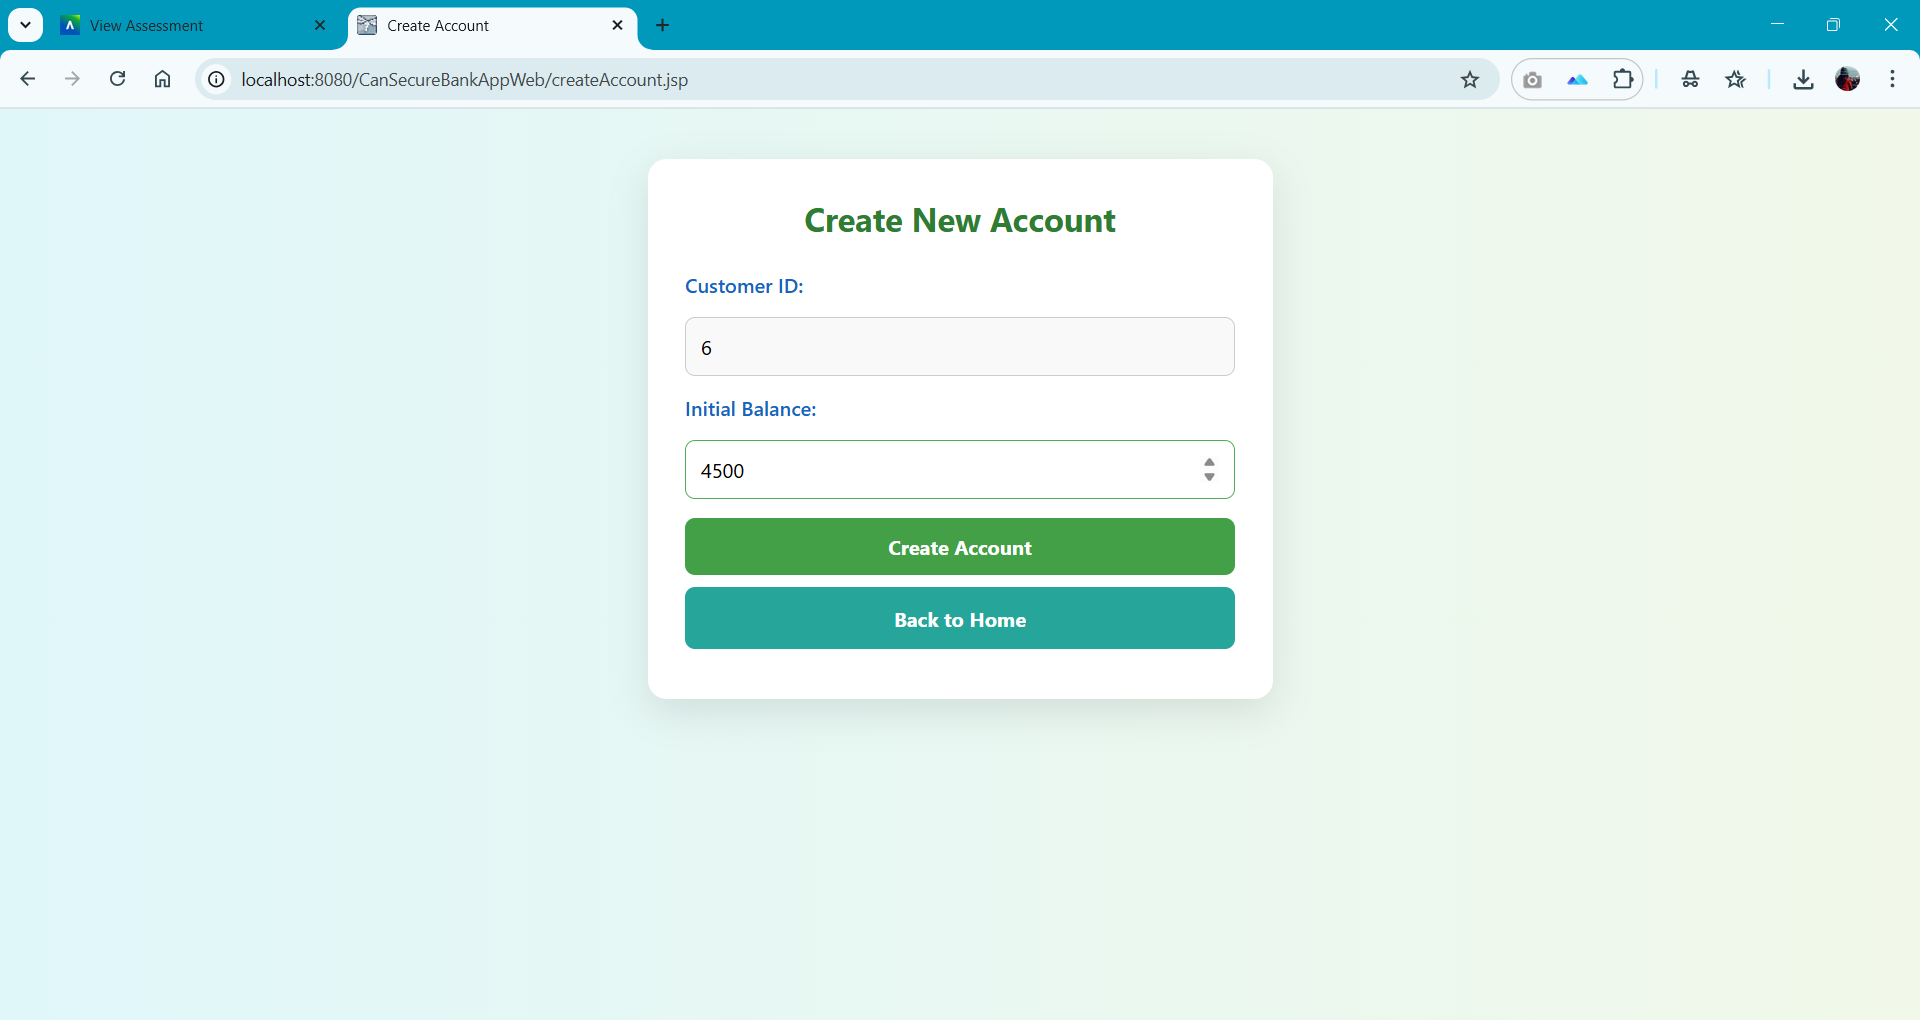 View Assessment
Create Account
localhost:8080/CanSecureBankAppWeb/createAccount.jsp
Create New Account
Customer ID:
6
Initial Balance:
4500
Create Account
Back to Home